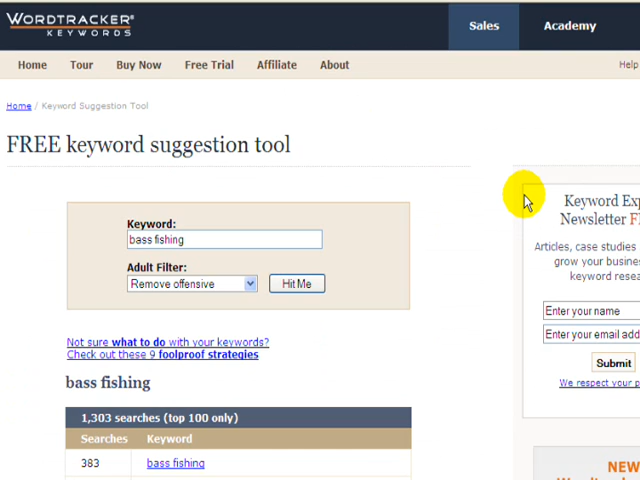 WORDTRACKER®
KEYWORDS
Sales
Academy
Home
Tour
Buy Now
Free Trial
Affiliate
About
Help
Home / Keyword Suggestion Tool
FREE keyword suggestion tool
Keyword:
bass fishing
Adult Filter:
Remove offensive
Hit Me
Not sure what to do with your keywords?
Check out these 9 foolproof strategies
bass fishing
1,303 searches (top 100 only)
Searches Keyword
383 bass fishing
Keyword Exp
Newsletter F
Articles, case studies
grow your busine
keyword resea
Enter your name
Enter your email add
Submit
We respect your p
NEW